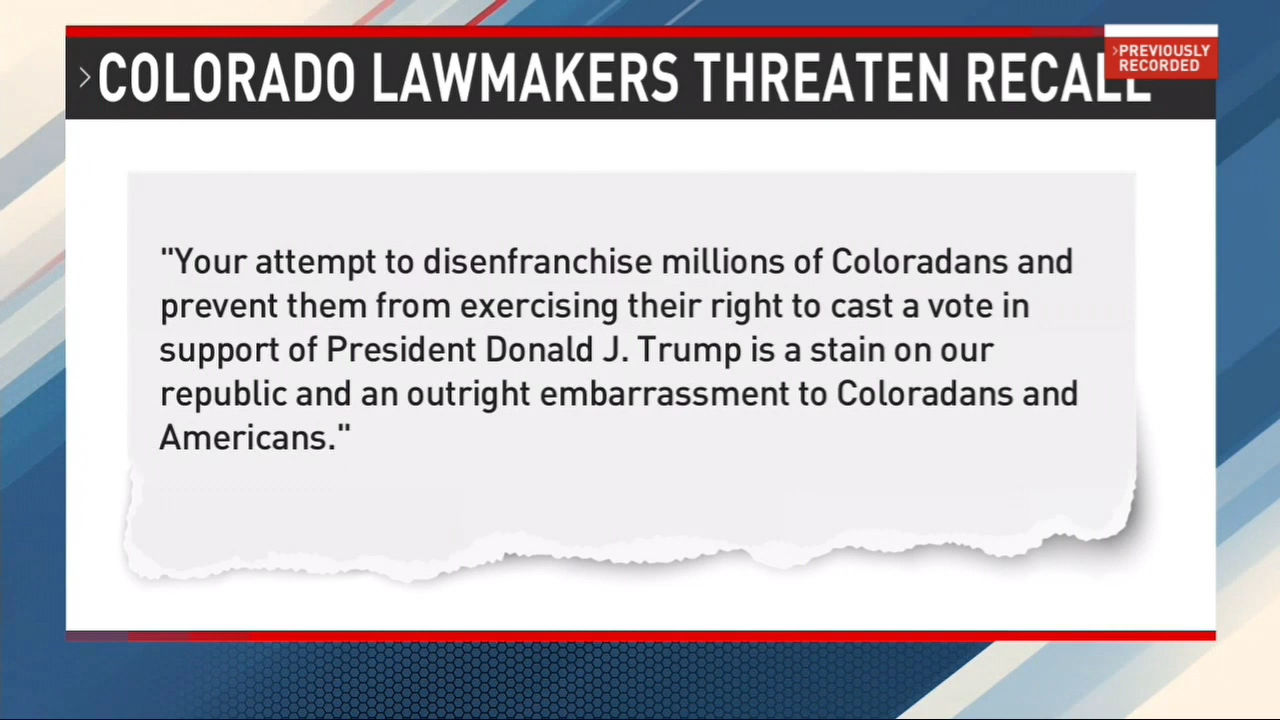 COLORADO LAWMAKERS THREATEN RECALL
PREVIOUSLY
RECORDED
"Your attempt to disenfranchise millions of Coloradans and
prevent them from exercising their right to cast a vote in
support of President Donald J. Trump is a stain on our
republic and an outright embarrassment to Coloradans and
Americans."